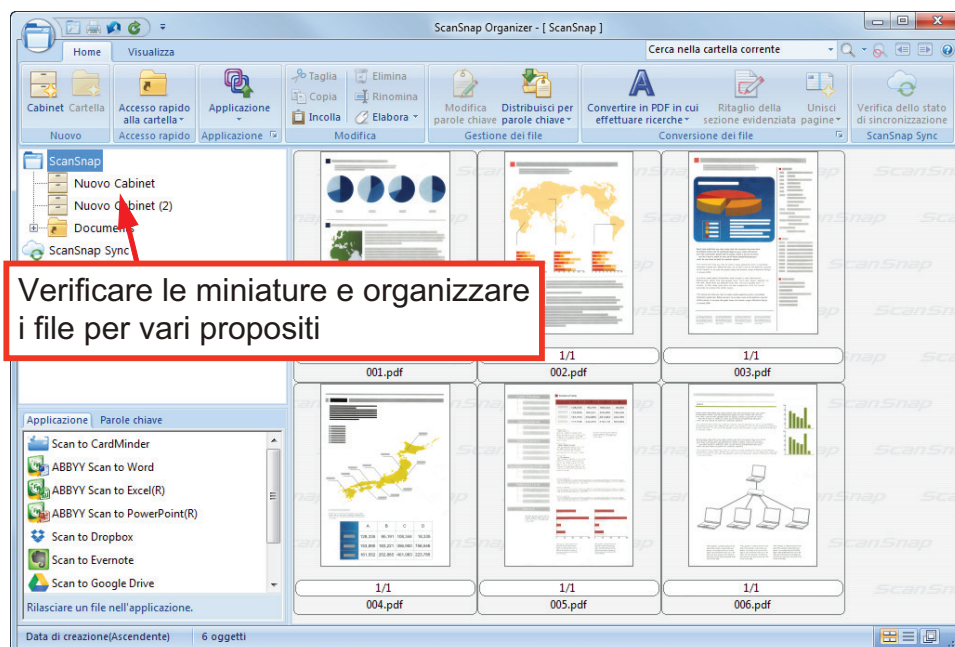 ScanSnap Organizer - [ ScanSnap ]
Home Visualizza
Cerca nella cartella corrente
Cabinet Cartella
Nuovo
Accesso rapido
alla cartella
Accesso rapido
Applicazione
Applicazione
Taglia
Copia
Incolla
Elimina
Rinomina
Elabora
Modifica
Modifica
parole chiave
Distribuisci per
parole chiave
Gestione dei file
Convertire in PDF in cui
effettuare ricerche
Ritaglio della
sezione evidenziata
Unisci
pagine
Conversione dei file
Verifica dello stato
di sincronizzazione
ScanSnap Sync
ScanSnap
Nuovo Cabinet
Nuovo Cabinet (2)
ScanSnap Sync
Verificare le miniature e organizzare
i file per vari propositi
1/1
1/1
001.pdf
002.pdf
003.pdf
Applicazione Parole chiave
Scan to CardMinder
ABBYY Scan to Word
ABBYY Scan to Excel(R)
ABBYY Scan to PowerPoint(R)
Scan to Dropbox
Scan to Evernote
Scan to Google Drive
Rilasciare un file nell'applicazione.
A B C D
1/1
1/1
1/1
004.pdf
005.pdf
006.pdf
Data di creazione(Ascendente) 6 oggetti